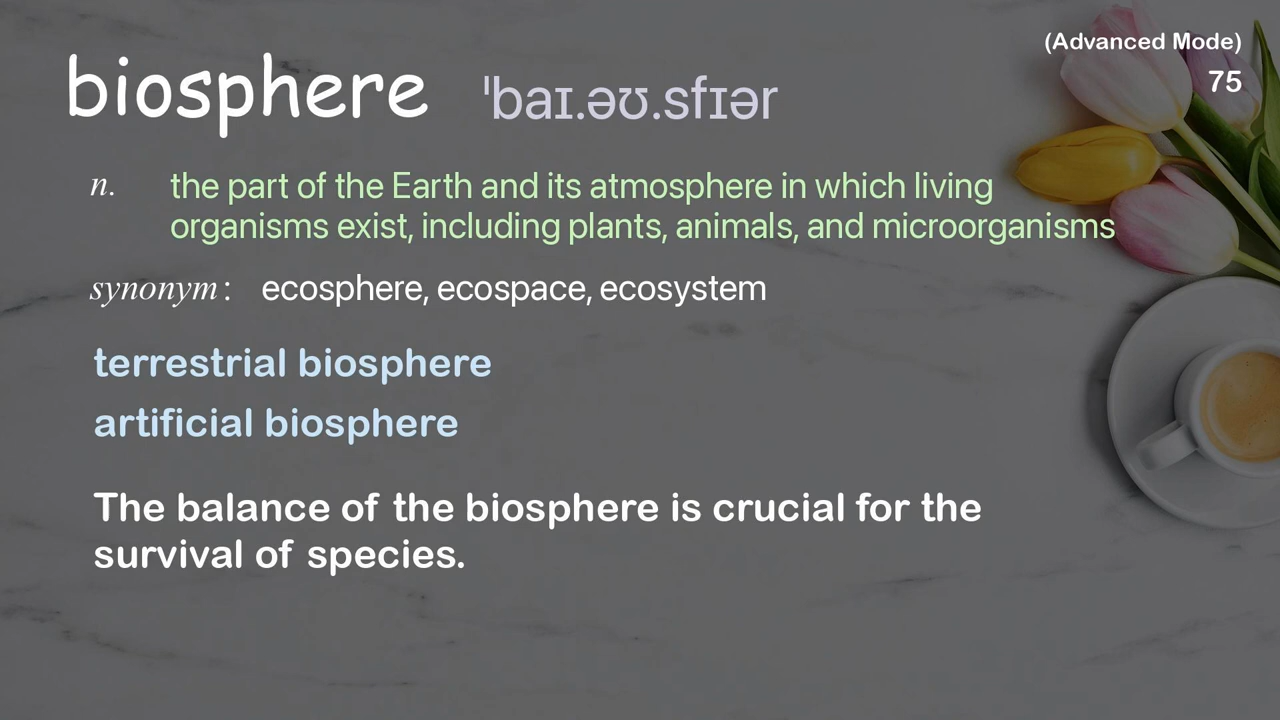 (Advanced Mode)
75
biosphere ˈbaɪ.əʊ.sfɪər
n. the part of the Earth and its atmosphere in which living
organisms exist, including plants, animals, and microorganisms
synonym: ecosphere, ecospace, ecosystem
terrestrial biosphere
artificial biosphere
The balance of the biosphere is crucial for the
survival of species.